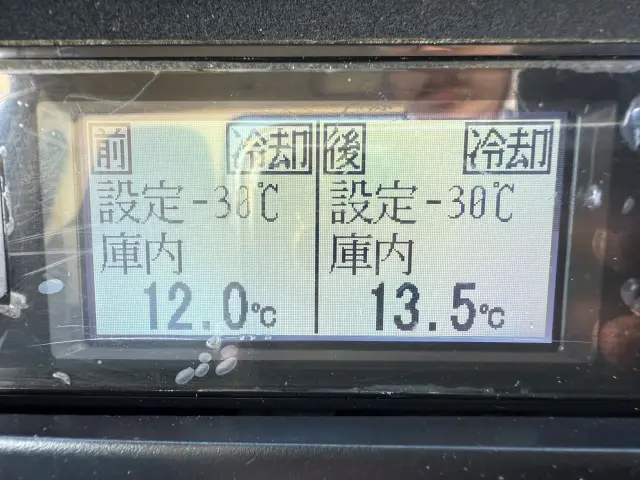 前 冷却 後 冷却
設定-30℃ 設定-30℃
庫内 庫内
12.0℃ 13.5℃